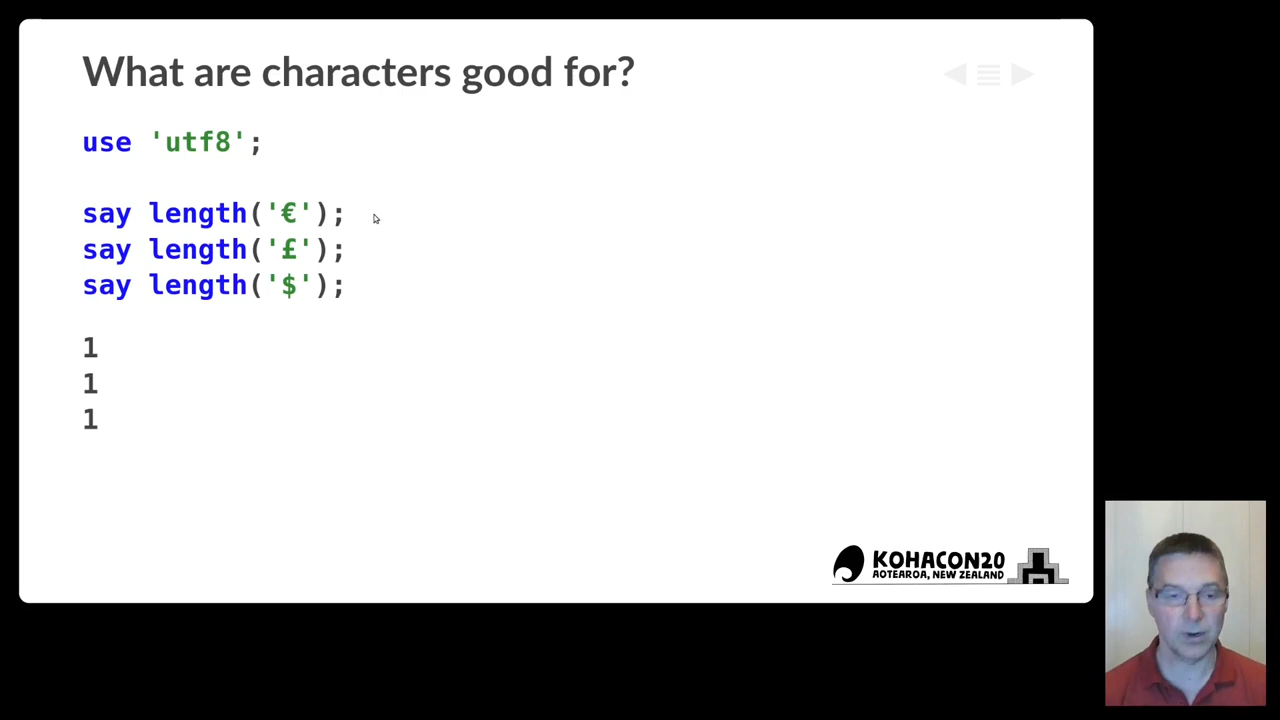 What are characters good for?
use 'utf8';
say length('€');
say length('£');
say length('$');
1
1
1
KOHACON20
AOTEAROA, NEW ZEALAND